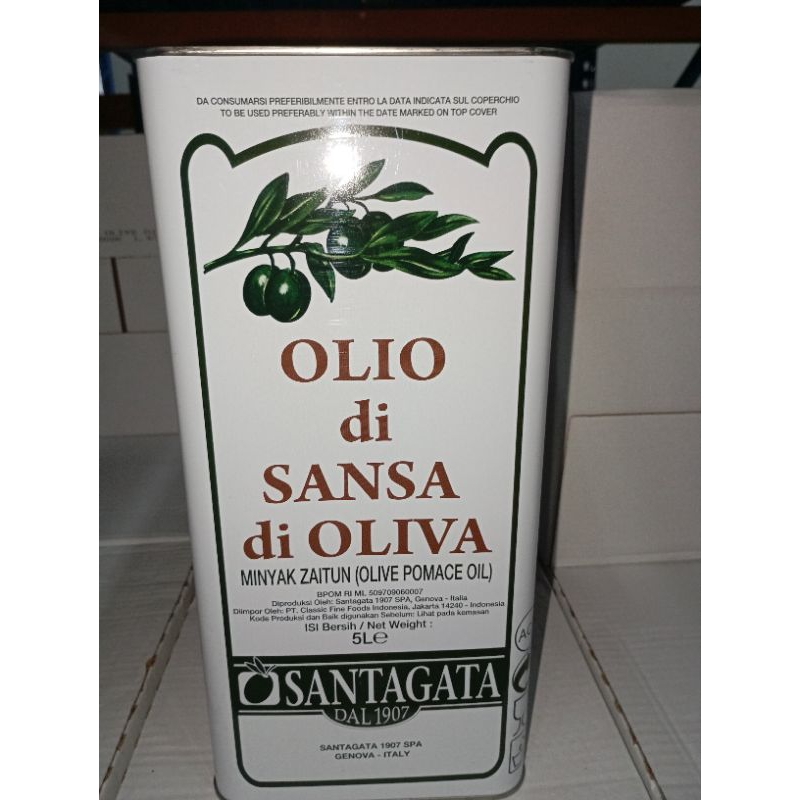 DA CONSUMARSI PREFERIBILMENTE ENTRO LA DATA INDICATA SUL COPERCHIO
TO BE USED PREFERABLY WITHIN THE DATE MARKED ON TOP COVER
OLIO
di
SANSA
di OLIVA
MINYAK ZAITUN (OLIVE POMACE OIL)
BPOM RI ML 509709060007
Diproduksi Oleh: Santagata 1907 SPA, Genova - Italia
Diimpor Oleh: PT. Classic Fine Foods Indonesia, Jakarta 14240 - Indonesia
Kode Produksi dan Baik digunakan Sebelum: Lihat pada kemasan
ISI Bersih / Net Weight :
5L℮
SANTAGATA
DAL 1907
SANTAGATA 1907 SPA
GENOVA - ITALY